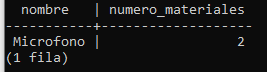 nombre | numero_materiales
-----------+-------------------
Microfono | 2
(1 fila)